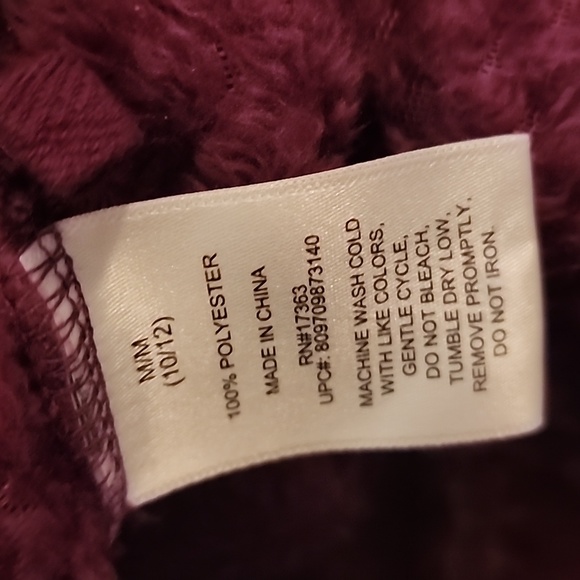 M/M
(10/12)
100% POLYESTER
MADE IN CHINA
RN#17363
UPC#: 809709873140
MACHINE WASH COLD
WITH LIKE COLORS,
GENTLE CYCLE,
DO NOT BLEACH,
TUMBLE DRY LOW,
REMOVE PROMPTLY.
DO NOT IRON.